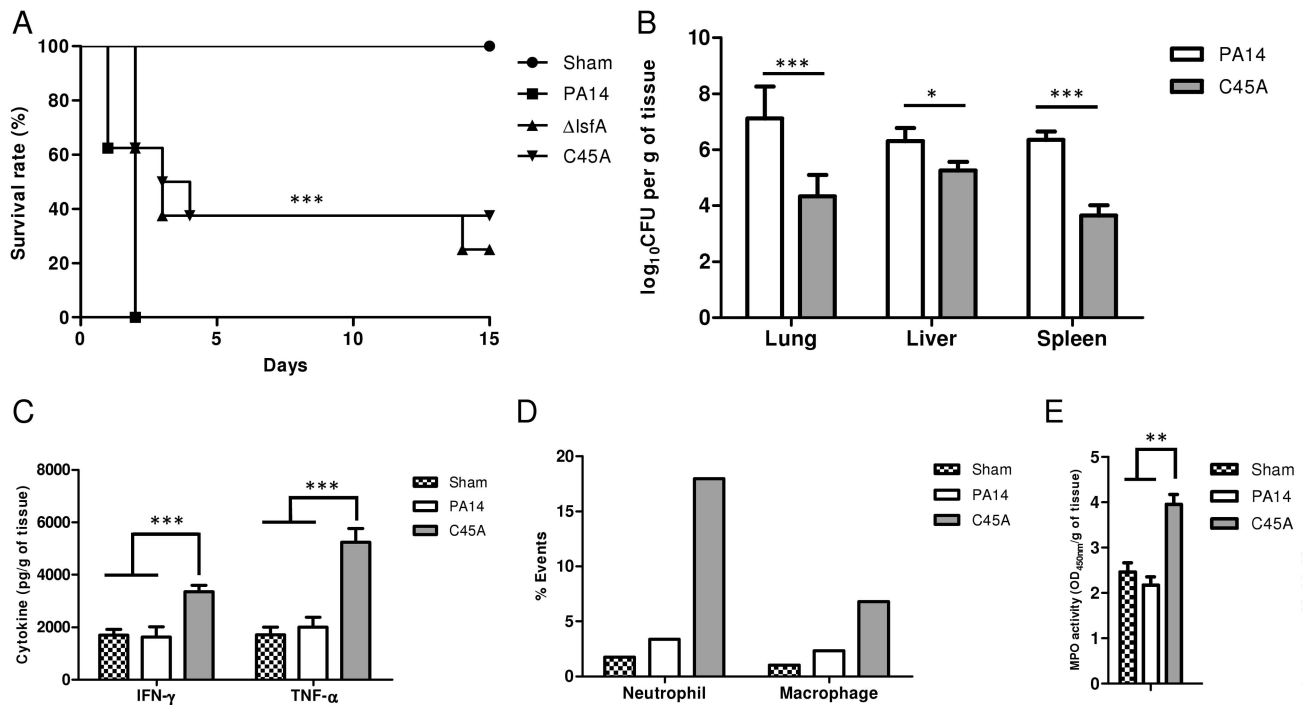 A
100
80
60
40
20
0
Survival rate (%)
***
0 5 10 15
Days
Sham
PA14
ΔlsfA
C45A
B
10
8
6
4
2
0
log10CFU per g of tissue
***
*
***
Lung Liver Spleen
PA14
C45A
C
8000
6000
4000
2000
0
Cytokine (pg/g of tissue)
***
***
IFN-γ TNF-α
Sham
PA14
C45A
D
20
15
10
5
0
% Events
Neutrophil Macrophage
Sham
PA14
C45A
E
5
4
3
2
1
0
MPO activity (OD450nm/g of tissue)
**
Sham
PA14
C45A